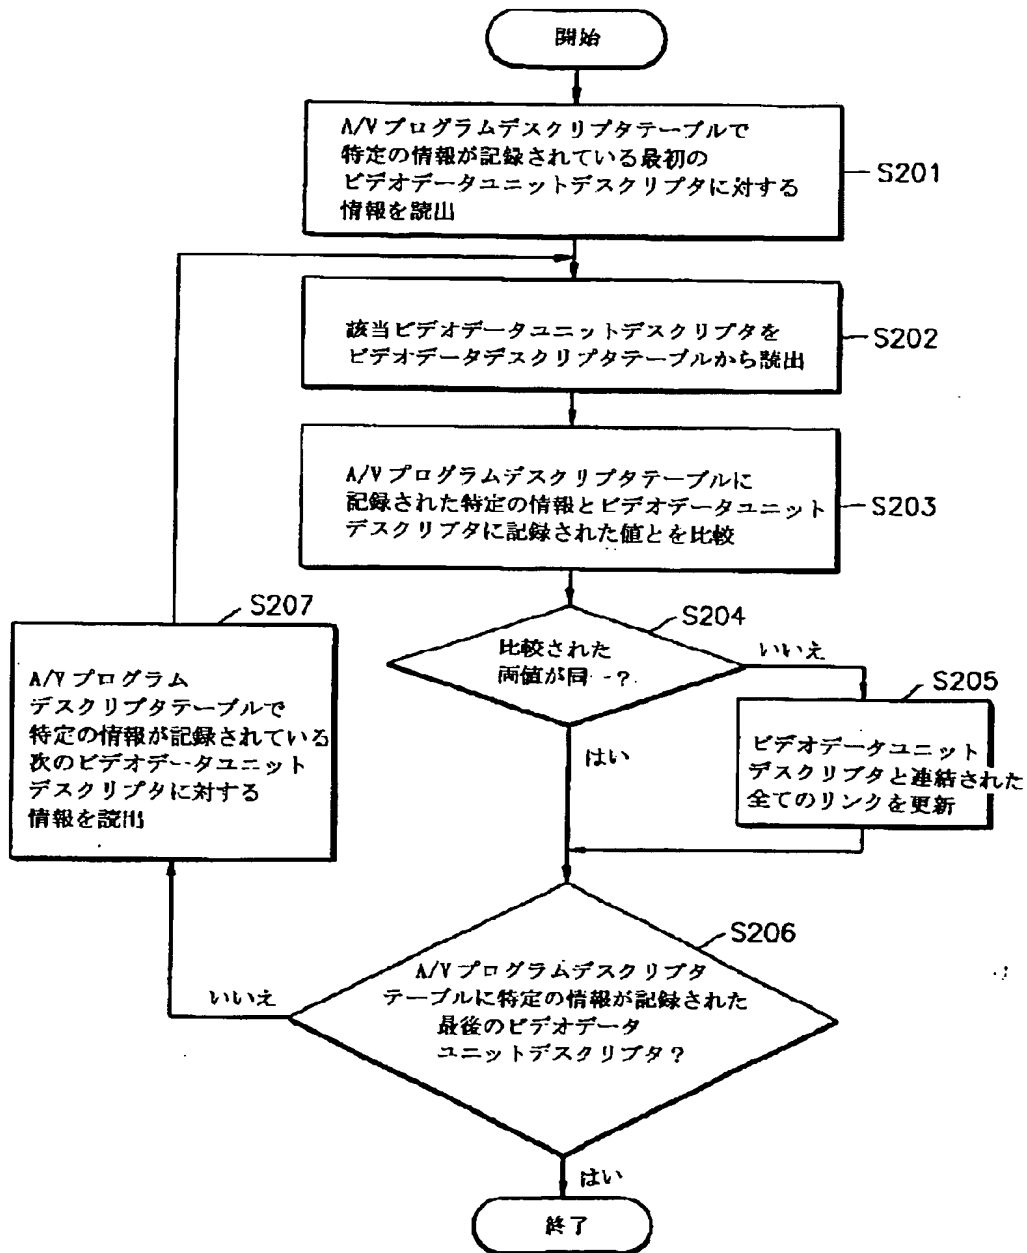 開始
A/Vプログラムデスクリプタテーブルで
特定の情報が記録されている最初の
ビデオデータユニットデスクリプタに対する
情報を読出
S201
該当ビデオデータユニットデスクリプタを
ビデオデータデスクリプタテーブルから読出
S202
A/Vプログラムデスクリプタテーブルに
記録された特定の情報とビデオデータユニット
デスクリプタに記録された値とを比較
S203
S204
比較された
両値が同一?
いいえ
はい
S205
ビデオデータユニット
デスクリプタと連結された
全てのリンクを更新
S206
A/Vプログラムデスクリプタ
テーブルに特定の情報が記録された
最後のビデオデータ
ユニットデスクリプタ?
いいえ
はい
S207
A/Vプログラム
デスクリプタテーブルで
特定の情報が記録されている
次のビデオデータユニット
デスクリプタに対する
情報を読出
終了